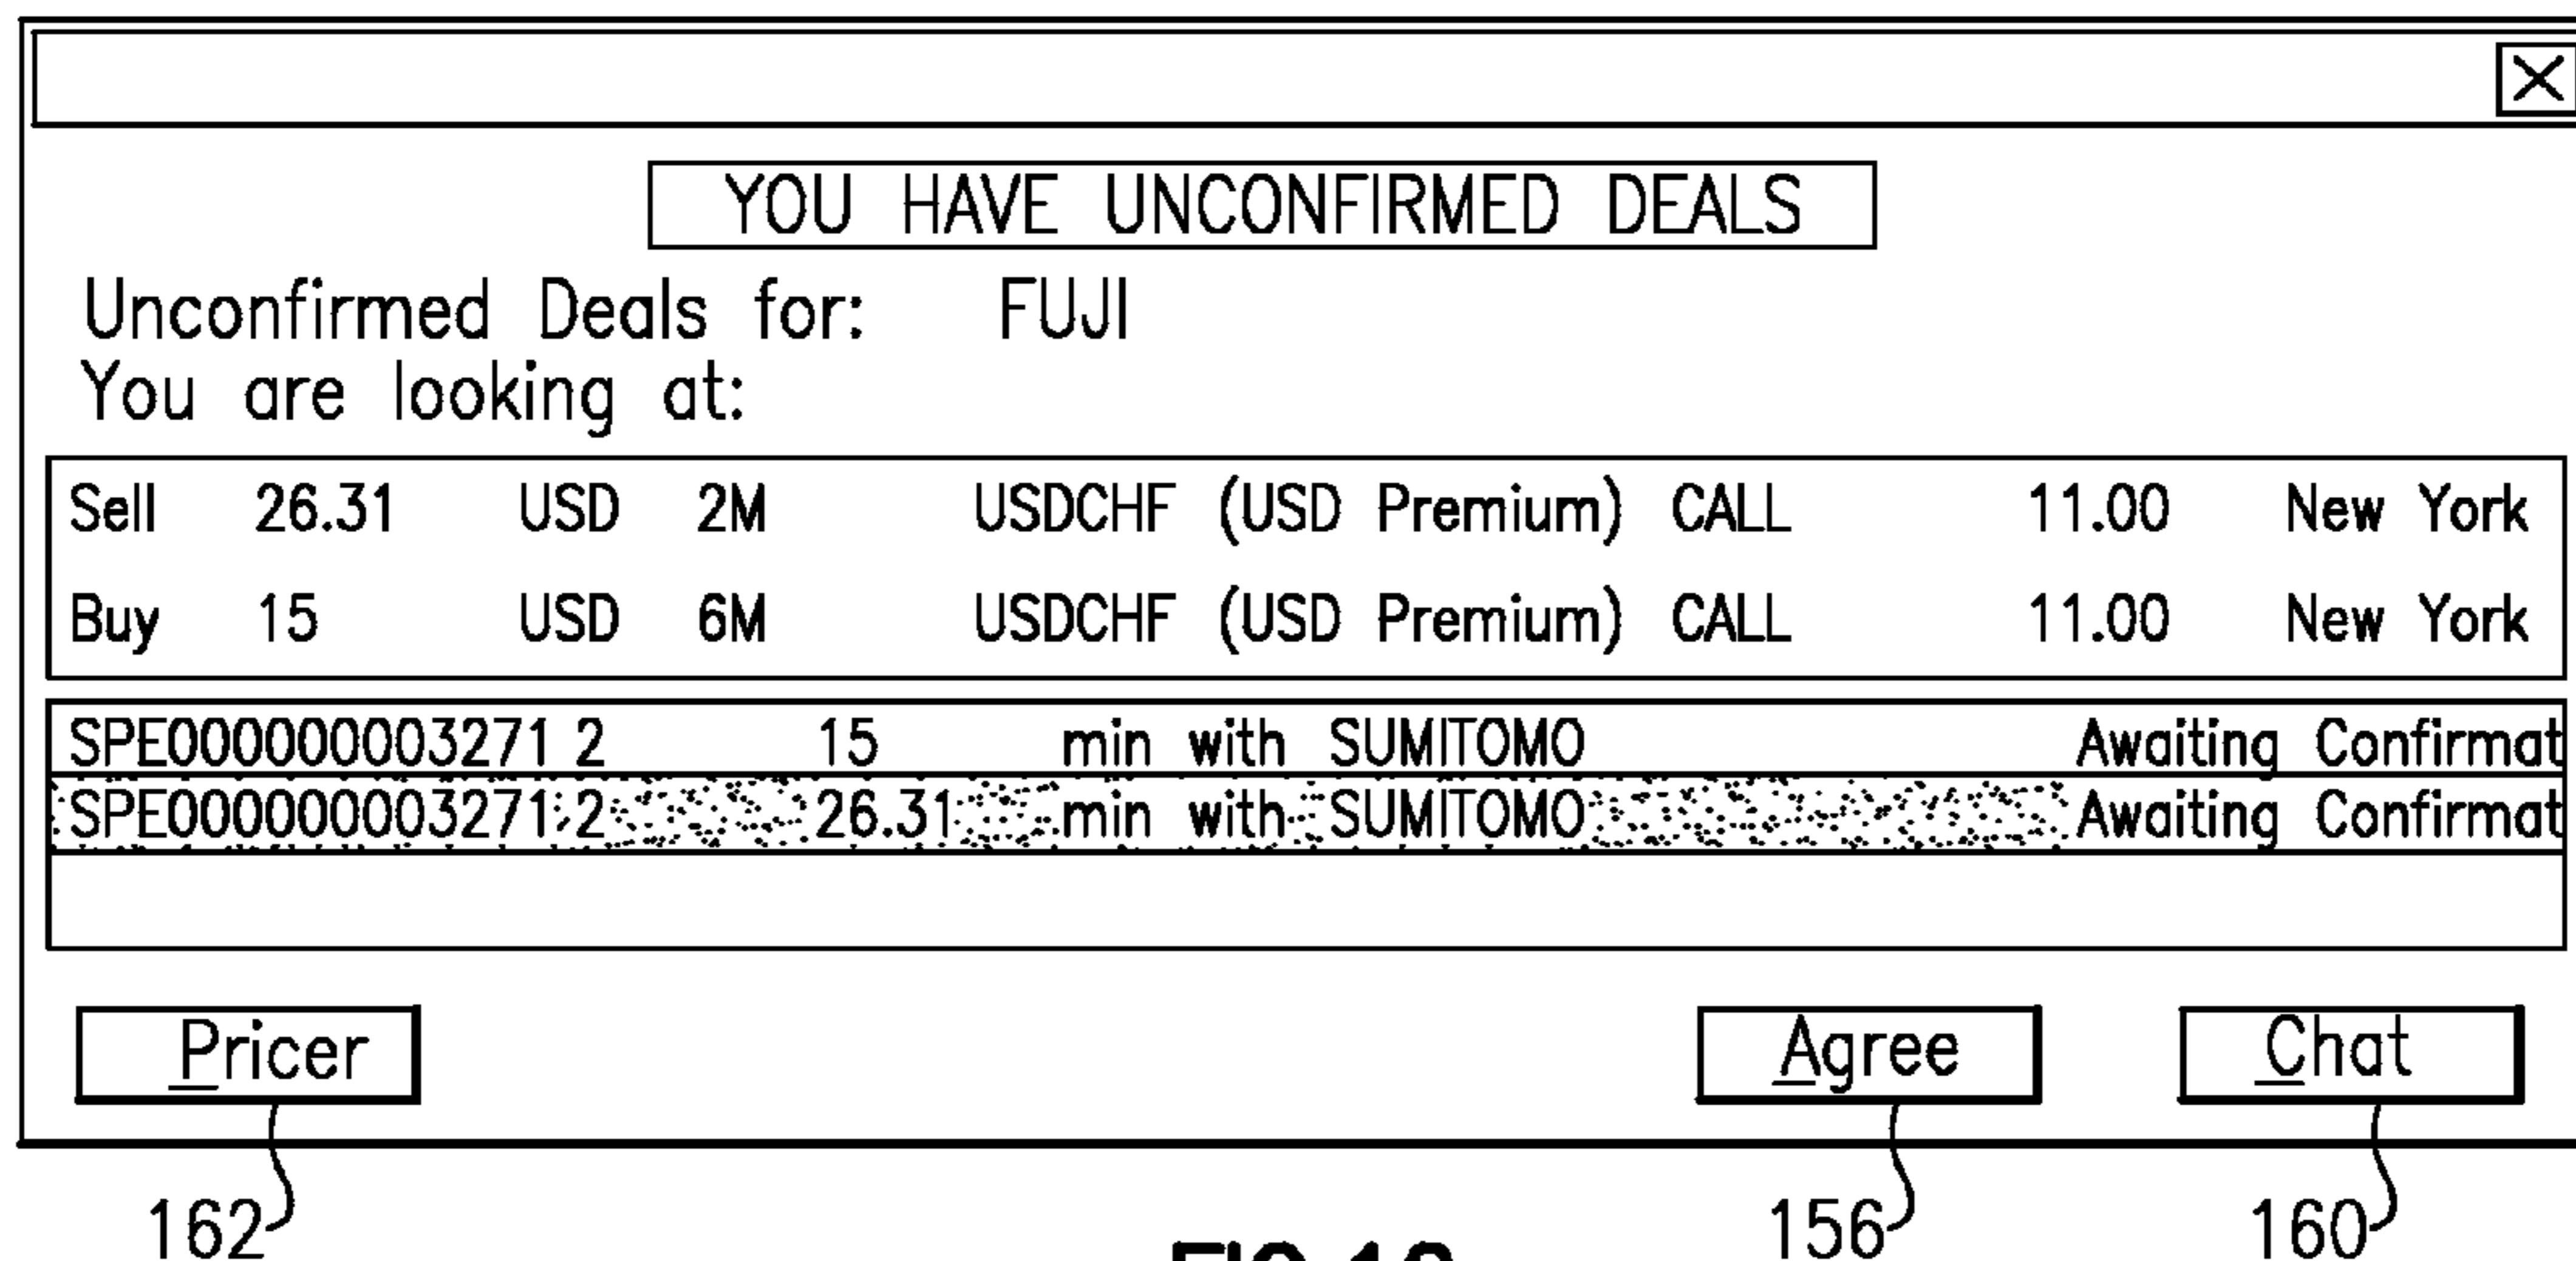 YOU HAVE UNCONFIRMED DEALS
Unconfirmed Deals for: FUJI
You are looking at:
Sell 26.31 USD 2M USDCHF (USD Premium) CALL 11.00 New York
Buy 15 USD 6M USDCHF (USD Premium) CALL 11.00 New York
SPE000000003271 2 15 min with SUMITOMO Awaiting Confirmat
SPE000000003271 2 26.31 min with SUMITOMO Awaiting Confirmat
Pricer Agree Chat
162 156 160